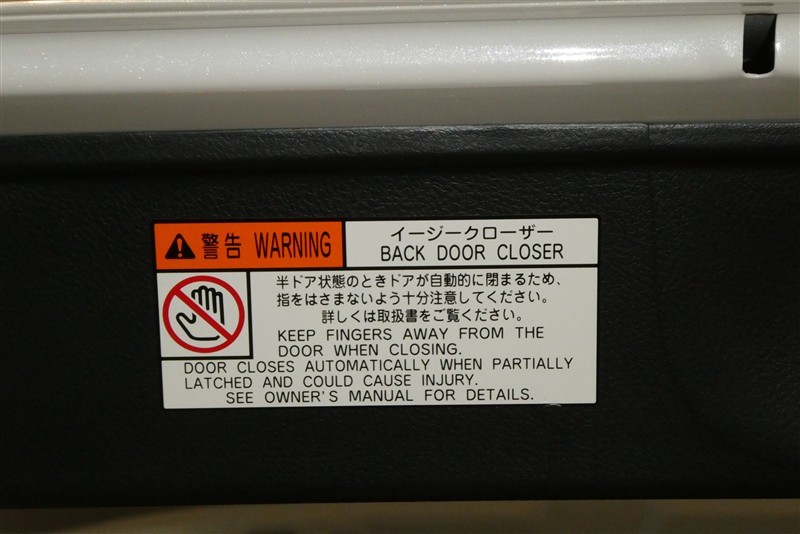 警告 WARNING
イージークローザー
BACK DOOR CLOSER
半ドア状態のときドアが自動的に閉まるため、
指をはさまないよう十分注意してください。
詳しくは取扱書をご覧ください。
KEEP FINGERS AWAY FROM THE
DOOR WHEN CLOSING.
DOOR CLOSES AUTOMATICALLY WHEN PARTIALLY
LATCHED AND COULD CAUSE INJURY.
SEE OWNER'S MANUAL FOR DETAILS.